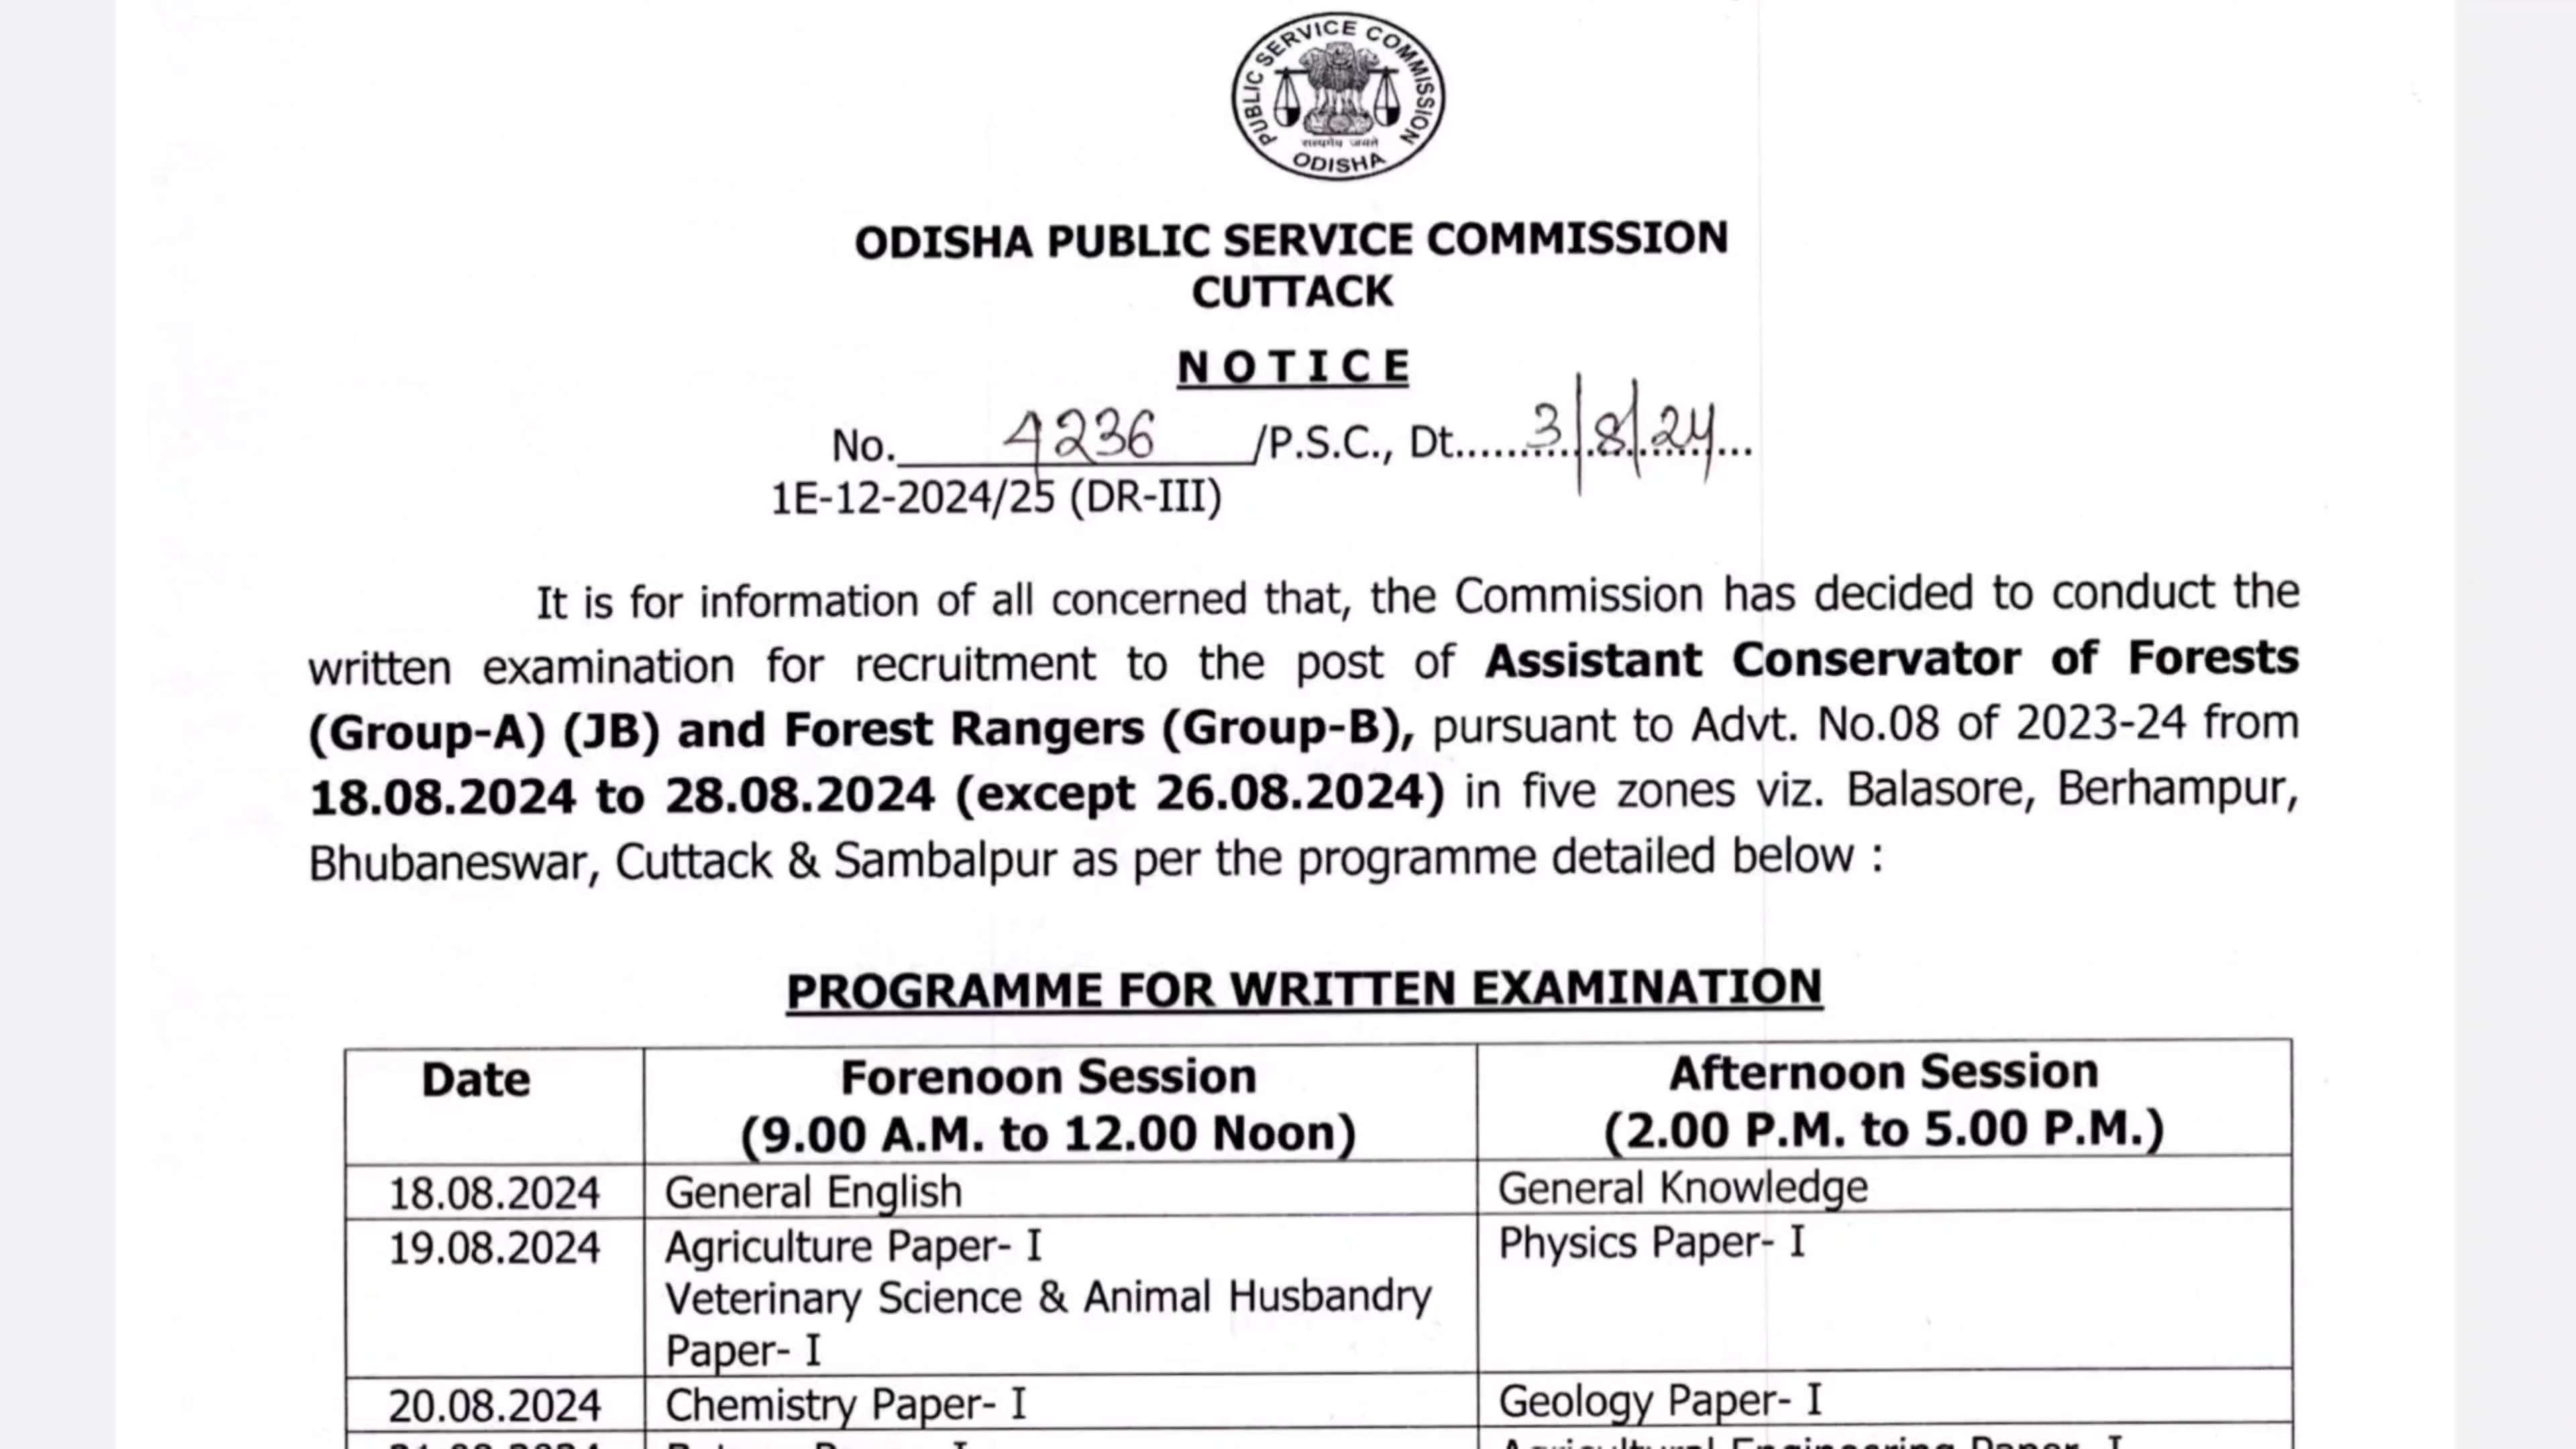 PUBLIC SERVICE COMMISSION
सत्यमेव जयते
ODISHA
ODISHA PUBLIC SERVICE COMMISSION
CUTTACK
NOTICE
No. 4236 /P.S.C., Dt. 3/8/24
1E-12-2024/25 (DR-III)
It is for information of all concerned that, the Commission has decided to conduct the
written examination for recruitment to the post of Assistant Conservator of Forests
(Group-A) (JB) and Forest Rangers (Group-B), pursuant to Advt. No.08 of 2023-24 from
18.08.2024 to 28.08.2024 (except 26.08.2024) in five zones viz. Balasore, Berhampur,
Bhubaneswar, Cuttack & Sambalpur as per the programme detailed below :
PROGRAMME FOR WRITTEN EXAMINATION
Date Forenoon Session Afternoon Session
(9.00 A.M. to 12.00 Noon) (2.00 P.M. to 5.00 P.M.)
18.08.2024 General English General Knowledge
19.08.2024 Agriculture Paper- I Physics Paper- I
Veterinary Science & Animal Husbandry
Paper- I
20.08.2024 Chemistry Paper- I Geology Paper- I
Agricultural Engineering Paper- I